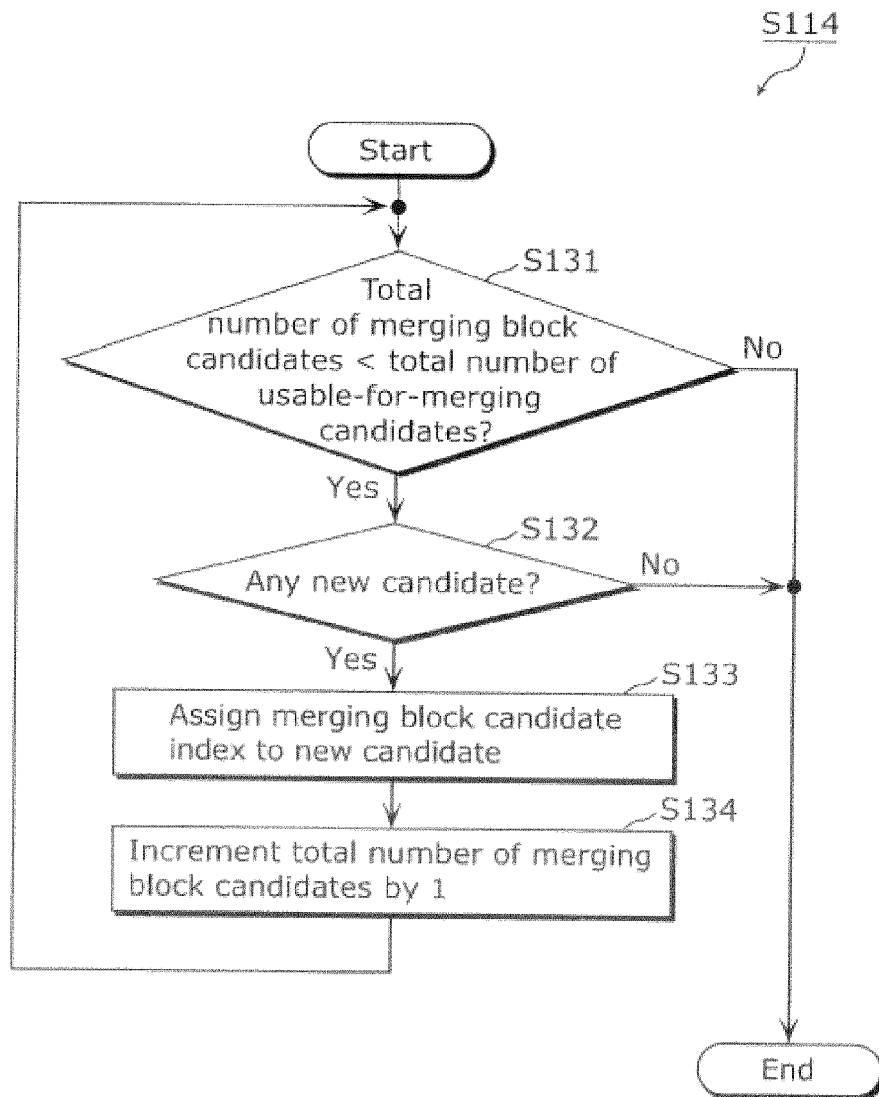 S114
Start
S131
Total
number of merging block
candidates < total number of
usable-for-merging
candidates?
No
Yes
S132
Any new candidate?
No
Yes
S133
Assign merging block candidate
index to new candidate
S134
Increment total number of merging
block candidates by 1
End